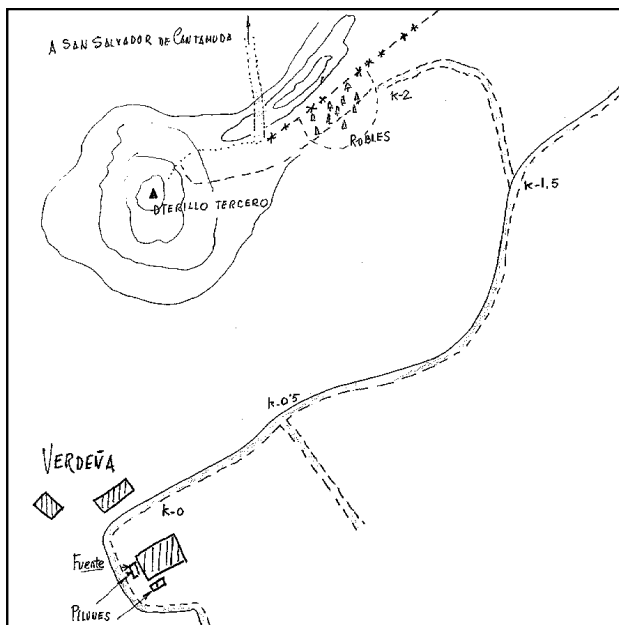 A SAN SALVADOR DE CANTAMUDA
K-2
ROBLES
K-1,5
OTERILLO TERCERO
K-0'5
VERDEÑA
K-0
Fuente
PILONES